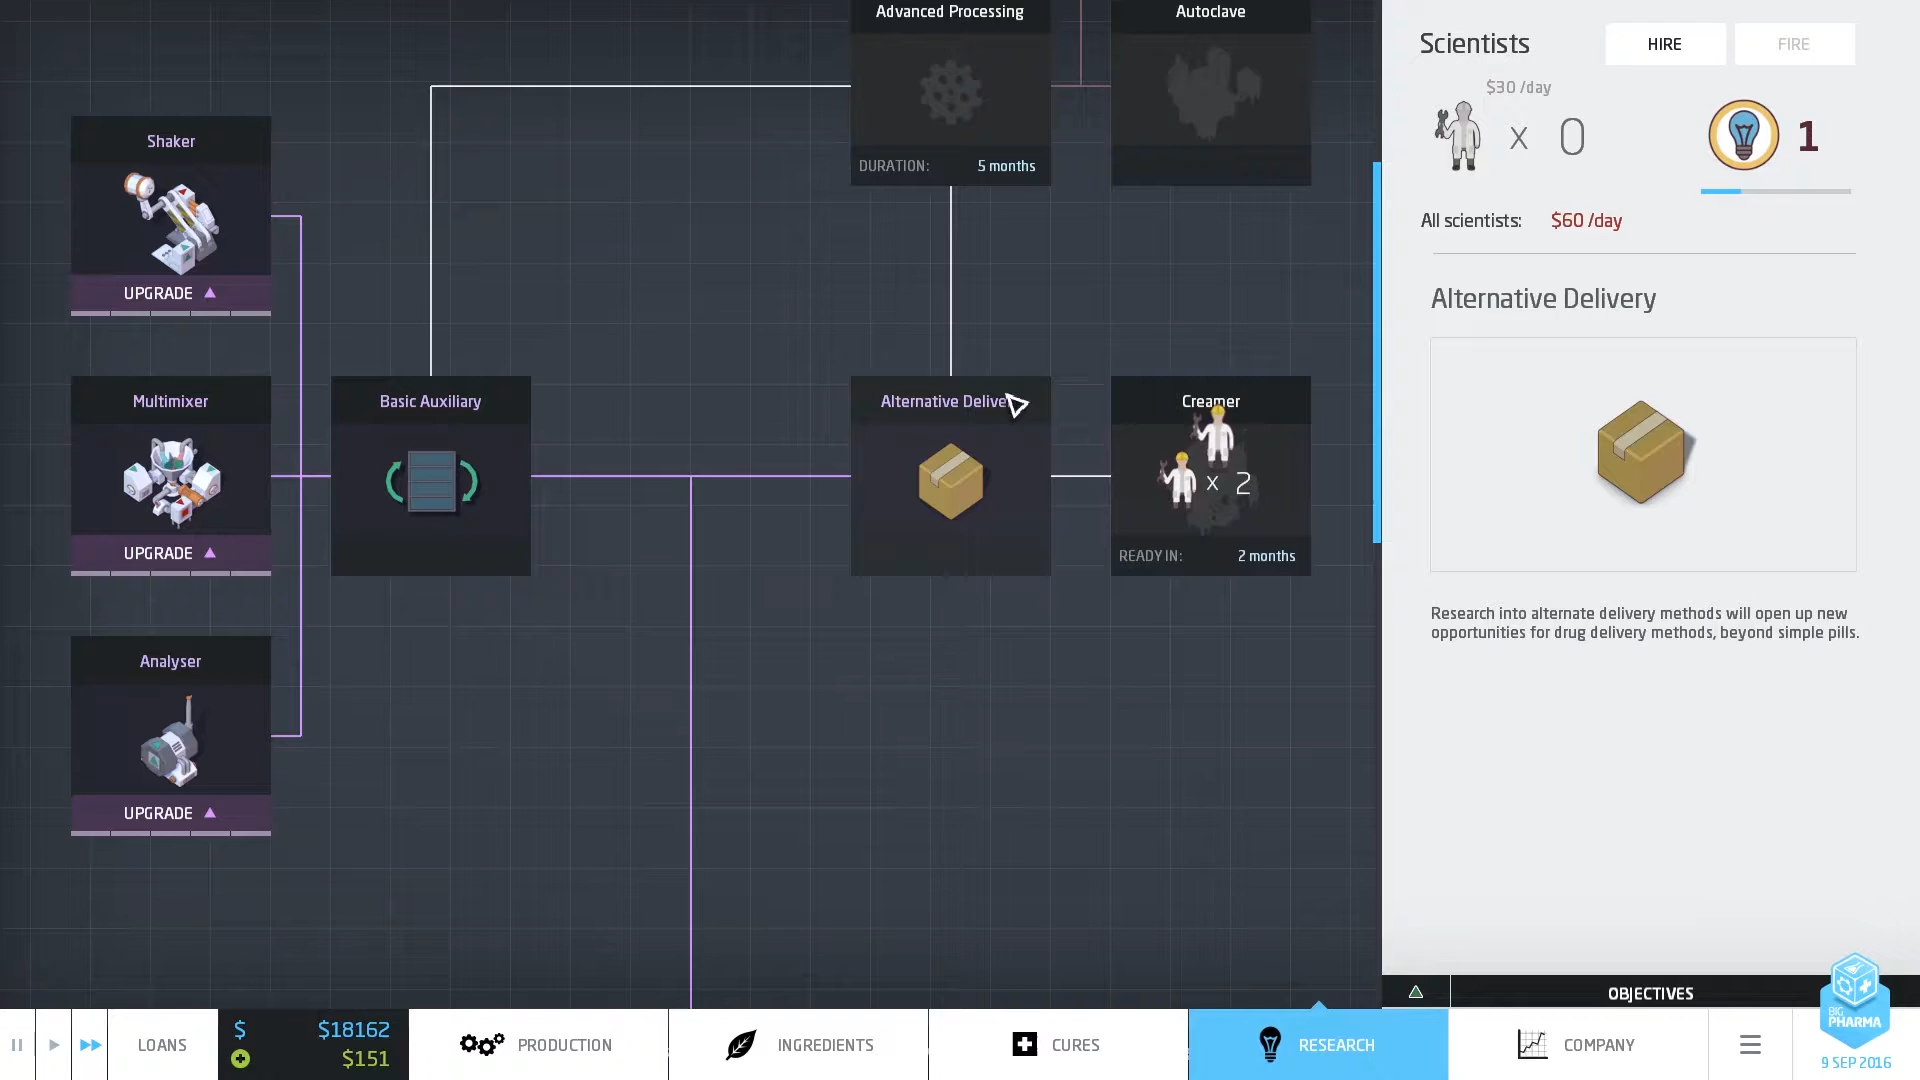 Advanced Processing
Autoclave
DURATION: 5 months
Shaker
UPGRADE
Multimixer
UPGRADE
Basic Auxiliary
Alternative Delive
Creamer
x 2
READY IN: 2 months
Analyser
UPGRADE
Scientists
HIRE
FIRE
$30 /day
x 0
1
All scientists: $60 /day
Alternative Delivery
Research into alternate delivery methods will open up new
opportunities for drug delivery methods, beyond simple pills.
OBJECTIVES
BIG
PHARMA
9 SEP 2016
LOANS
$ $18162
$151
PRODUCTION
INGREDIENTS
CURES
RESEARCH
COMPANY